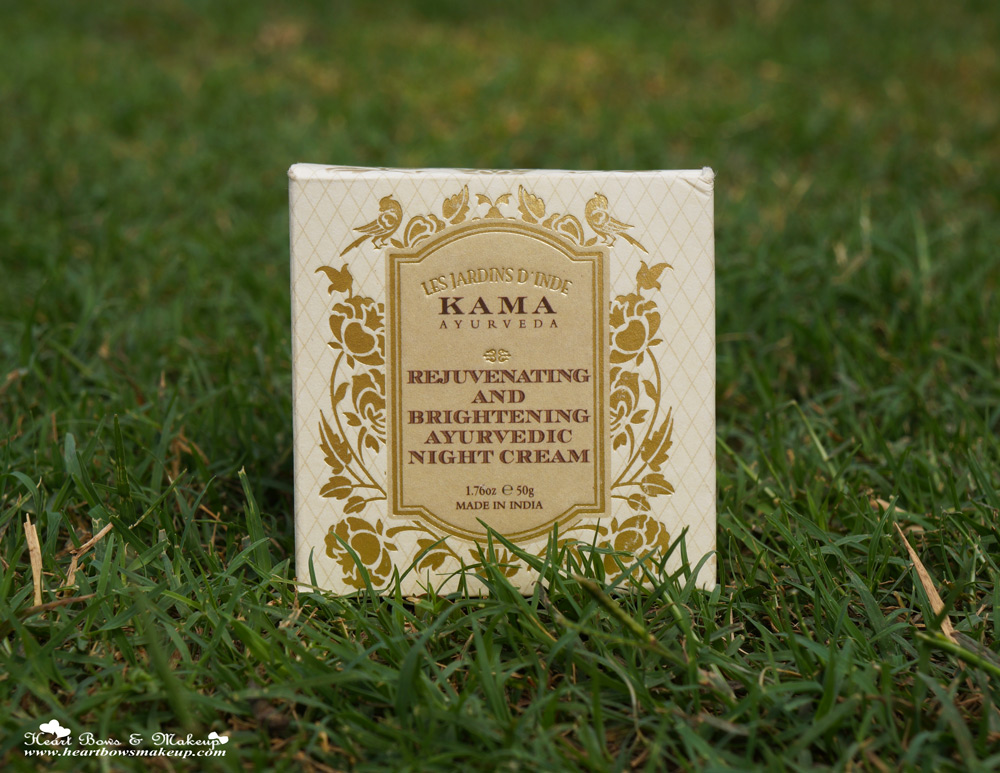 LES JARDINS D'INDE
KAMA
AYURVEDA
REJUVENATING
AND
BRIGHTENING
AYURVEDIC
NIGHT CREAM
1.76oz ℮ 50g
MADE IN INDIA
Heart Bows & Makeup
www.heartbowsmakeup.com